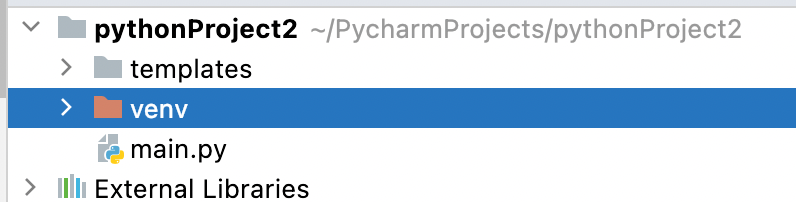 pythonProject2 ~/PycharmProjects/pythonProject2
templates
venv
main.py
External Libraries